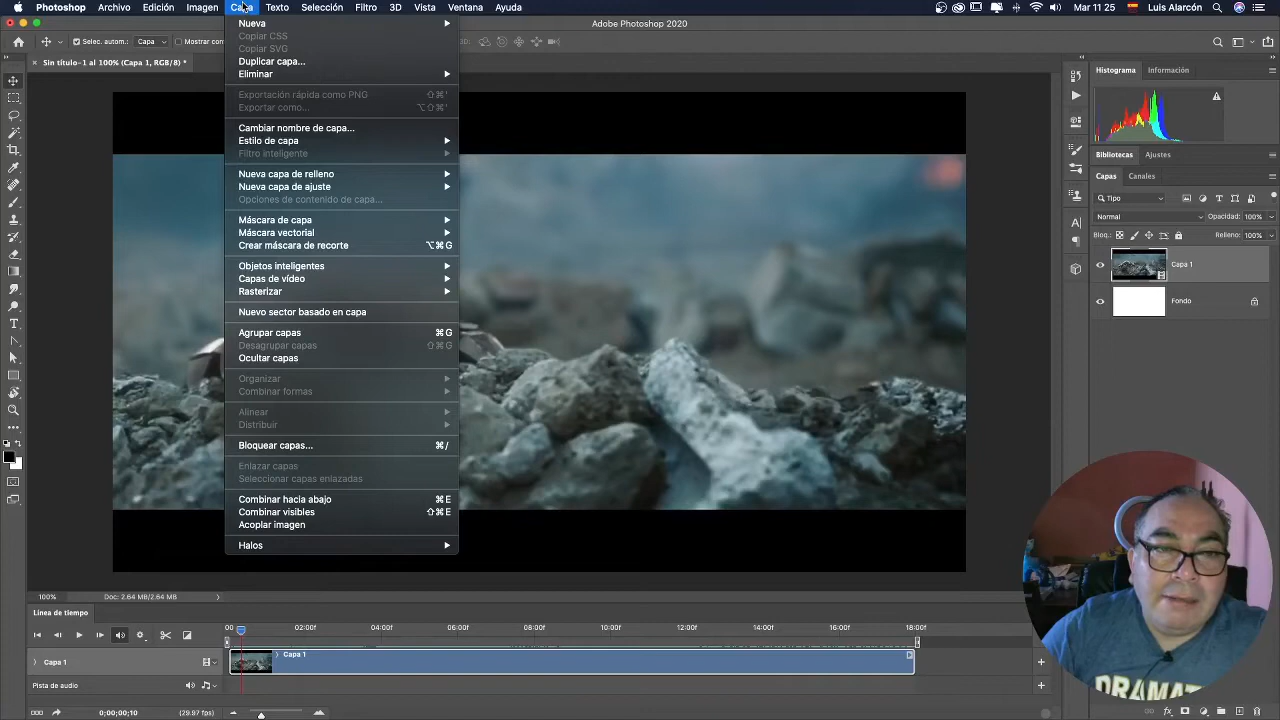 Photoshop Archivo Edición Imagen Capa Texto Selección Filtro 3D Vista Ventana Ayuda Mar 11 25 Luis Alarcón
Adobe Photoshop 2020
Select. autom.: Capa Mostrar con
Sin título-1 al 100% (Capa 1, RGB/8) *
Nueva
Copiar CSS
Copiar SVG
Duplicar capa...
Eliminar
Exportación rápida como PNG ⇧⌘'
Exportar como... ⌥⇧⌘'
Cambiar nombre de capa...
Estilo de capa
Filtro inteligente
Nueva capa de relleno
Nueva capa de ajuste
Opciones de contenido de capa...
Máscara de capa
Máscara vectorial
Crear máscara de recorte ⌥⌘G
Objetos inteligentes
Capas de vídeo
Rasterizar
Nuevo sector basado en capa
Agrupar capas ⌘G
Desagrupar capas ⇧⌘G
Ocultar capas
Organizar
Combinar formas
Alinear
Distribuir
Bloquear capas... ⌘/
Enlazar capas
Seleccionar capas enlazadas
Combinar hacia abajo ⌘E
Combinar visibles ⇧⌘E
Acoplar imagen
Halos
Histograma Información
Bibliotecas Ajustes
Capas Canales
Tipo
Normal Opacidad: 100%
Bloq.: Relleno: 100%
Capa 1
Fondo
100% Doc: 2.64 MB/2.64 MB
Línea de tiempo
00 02:00f 04:00f 06:00f 08:00f 10:00f 12:00f 14:00f 16:00f 18:00f
Capa 1 Capa 1
Pista de audio
0;00;00;10 (29.97 fps)
DRAMAT